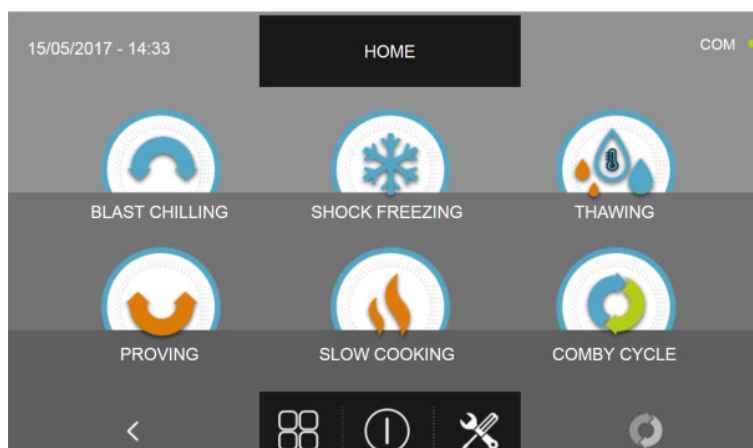 15/05/2017 - 14:33
HOME
COM
BLAST CHILLING
SHOCK FREEZING
THAWING
PROVING
SLOW COOKING
COMBY CYCLE